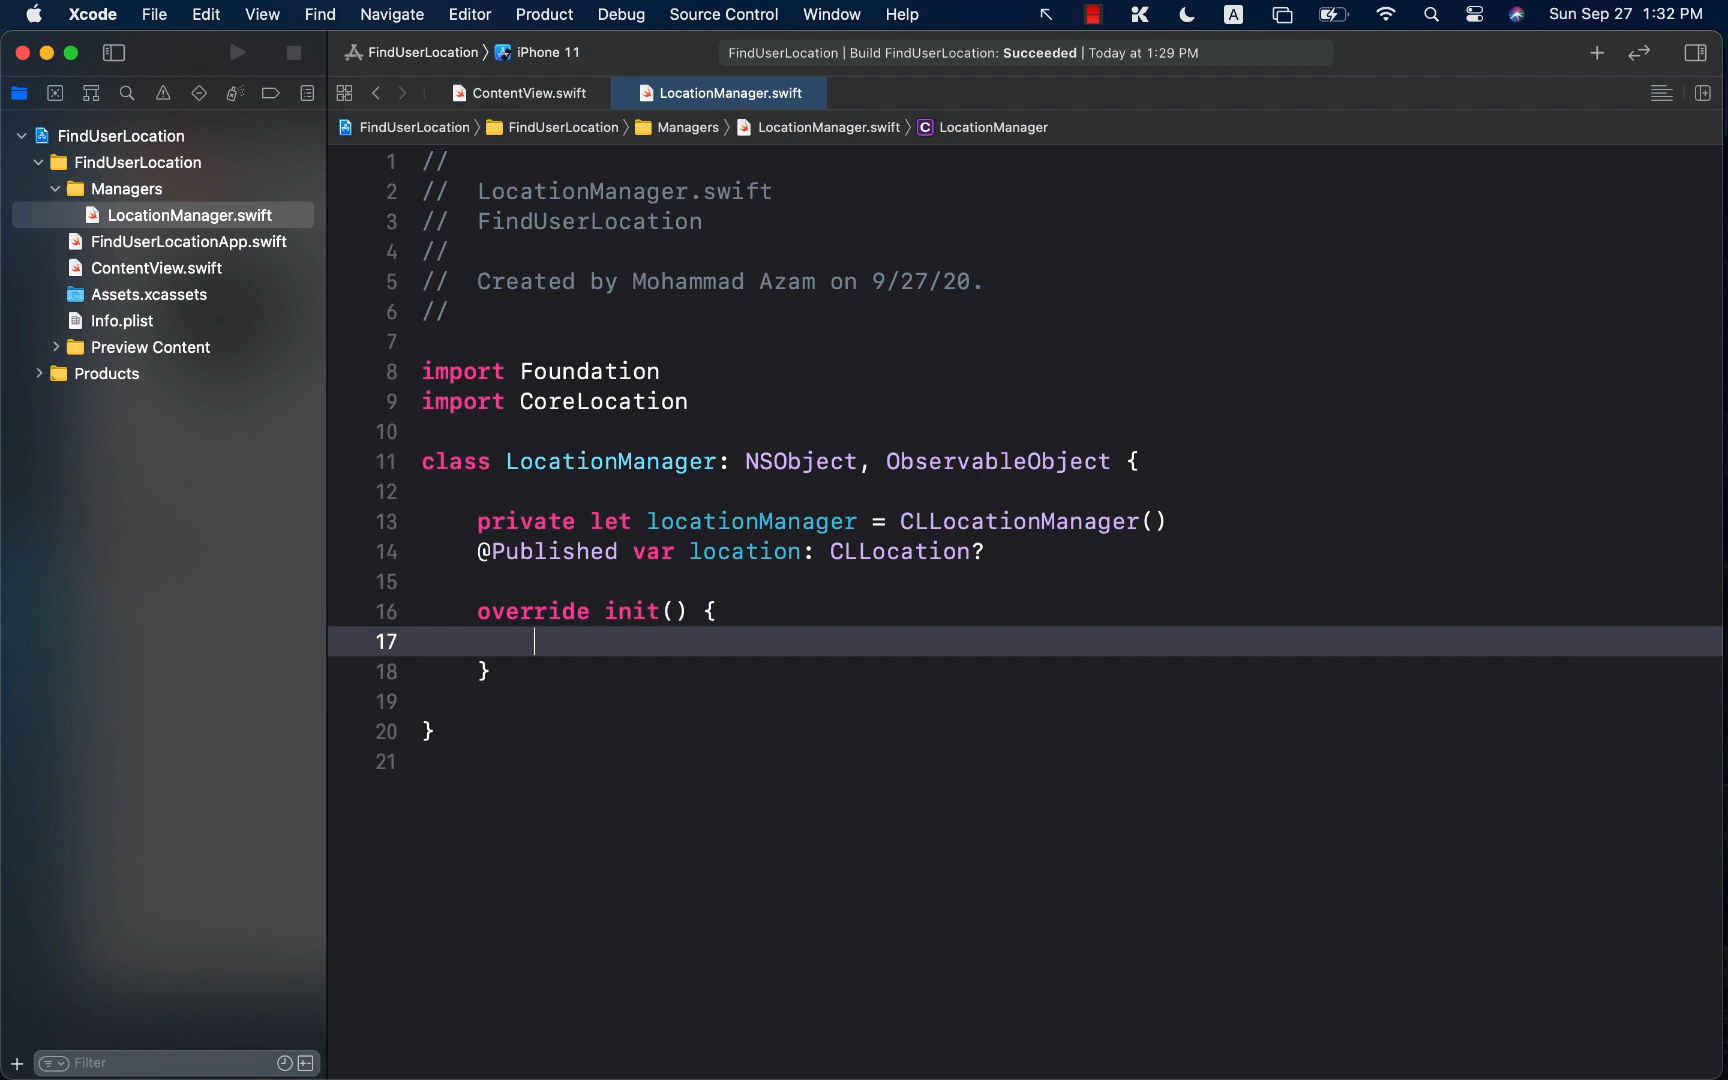 Xcode File Edit View Find Navigate Editor Product Debug Source Control Window Help A Sun Sep 27 1:32 PM
FindUserLocation iPhone 11 FindUserLocation | Build FindUserLocation: Succeeded | Today at 1:29 PM
ContentView.swift LocationManager.swift
FindUserLocation FindUserLocation Managers LocationManager.swift C LocationManager
FindUserLocation
FindUserLocation
Managers
LocationManager.swift
FindUserLocationApp.swift
ContentView.swift
Assets.xcassets
Info.plist
Preview Content
Products
1 //
2 // LocationManager.swift
3 // FindUserLocation
4 //
5 // Created by Mohammad Azam on 9/27/20.
6 //
7
8 import Foundation
9 import CoreLocation
10
11 class LocationManager: NSObject, ObservableObject {
12
13 private let locationManager = CLLocationManager()
14 @Published var location: CLLocation?
15
16 override init() {
17
18 }
19
20 }
21
Filter